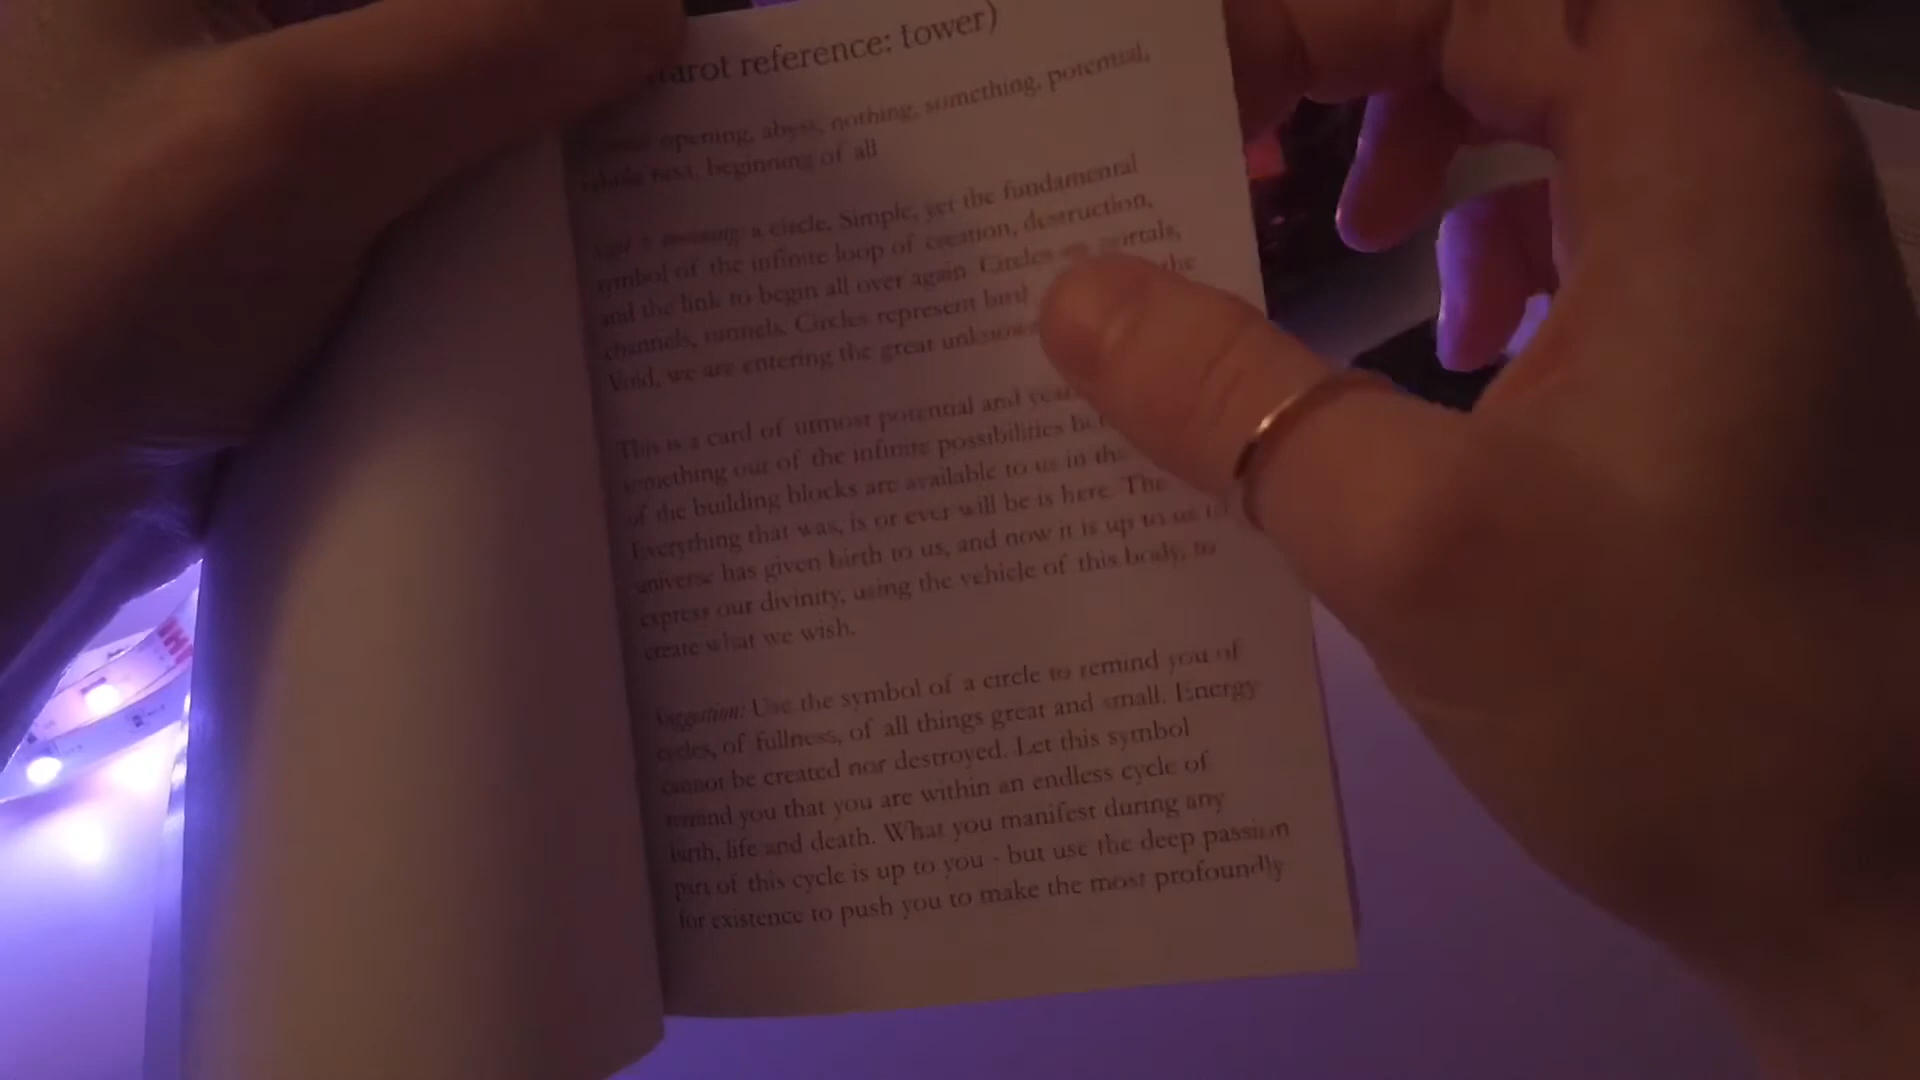 tarot reference: tower)
opening, abyss, nothing, something, potential,
beginning of all
a circle. Simple, yet the fundamental
symbol of the infinite loop of creation, destruction,
and the link to begin all over again. Circles are portals,
channels, tunnels. Circles represent the
Void, we are entering the great
This is a card of utmost potential and
something out of the infinite possibilities
of the building blocks are available to us in
Everything that was, is or ever will be is here. The
universe has given birth to us, and now it is up to us to
express our divinity, using the vehicle of this body, to
create what we wish.
Suggestion: Use the symbol of a circle to remind you of
cycles, of fullness, of all things great and small. Energy
cannot be created nor destroyed. Let this symbol
remind you that you are within an endless cycle of
birth, life and death. What you manifest during any
part of this cycle is up to you - but use the deep passion
for existence to push you to make the most profoundly